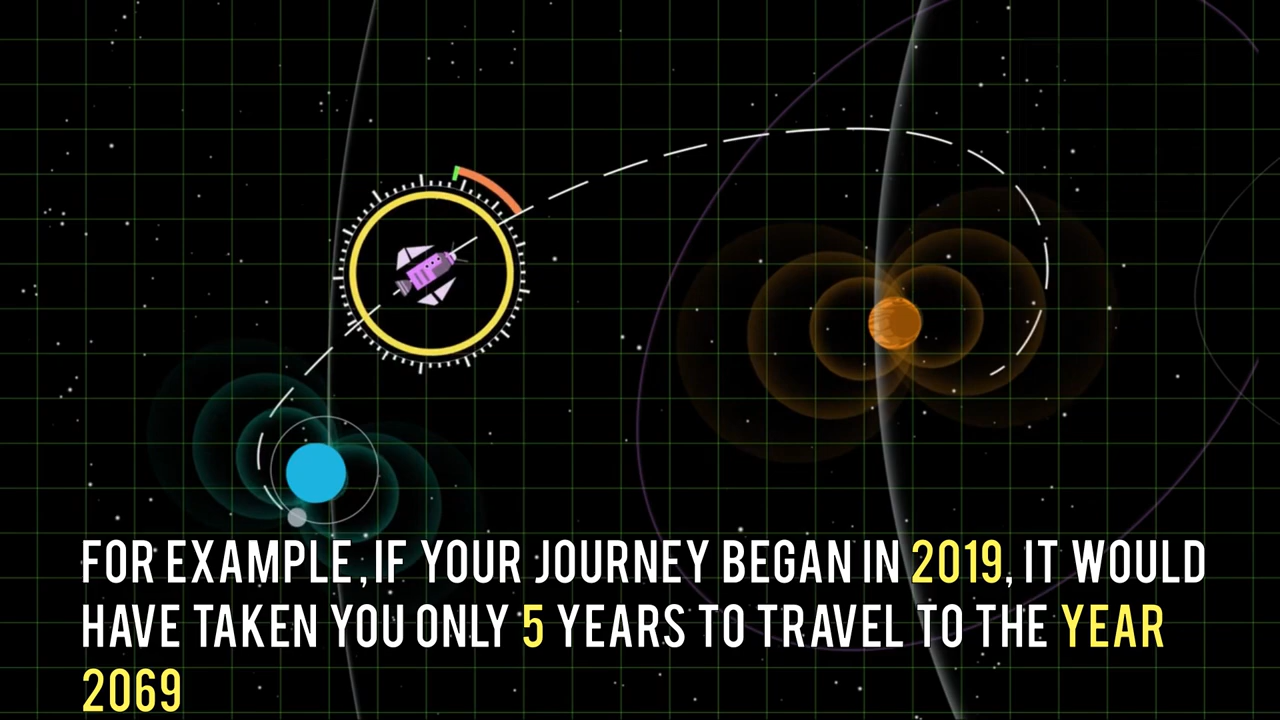 FOR EXAMPLE, IF YOUR JOURNEY BEGAN IN 2019, IT WOULD
HAVE TAKEN YOU ONLY 5 YEARS TO TRAVEL TO THE YEAR
2069